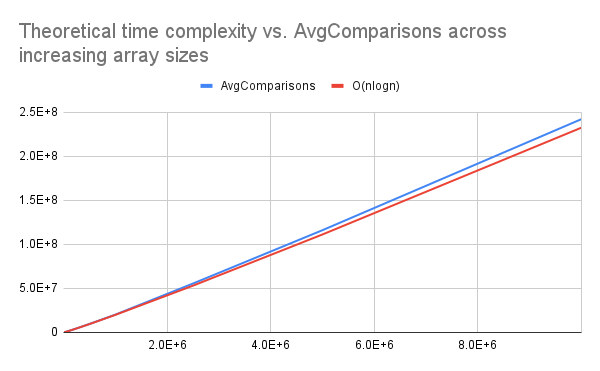 Theoretical time complexity vs. AvgComparisons across
increasing array sizes
AvgComparisons O(nlogn)
2.5E+8
2.0E+8
1.5E+8
1.0E+8
5.0E+7
0
2.0E+6 4.0E+6 6.0E+6 8.0E+6